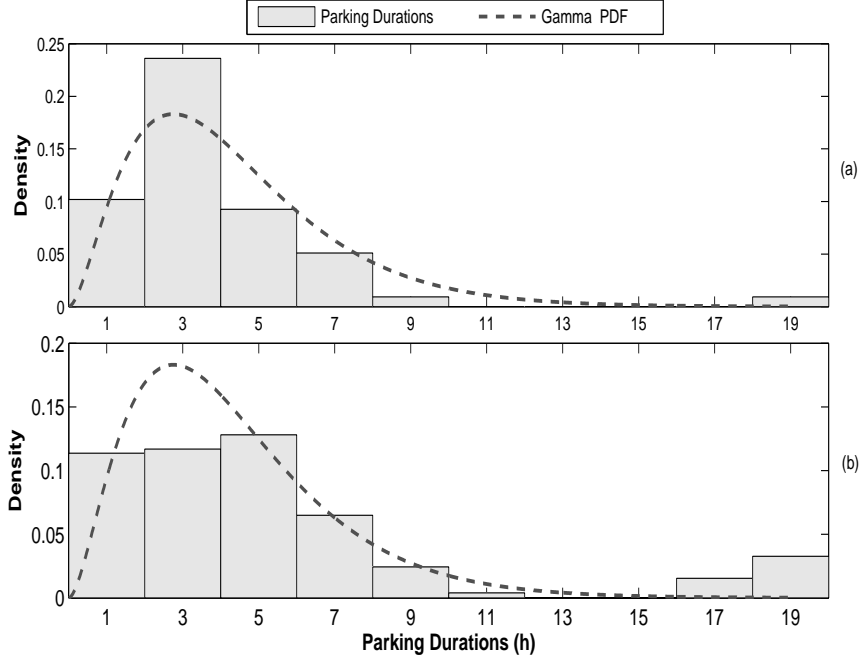 Parking Durations Gamma PDF
0.25
0.2
0.15
0.1
0.05
0
Density
1 3 5 7 9 11 13 15 17 19
(a)
0.2
0.15
0.1
0.05
0
Density
1 3 5 7 9 11 13 15 17 19
(b)
Parking Durations (h)